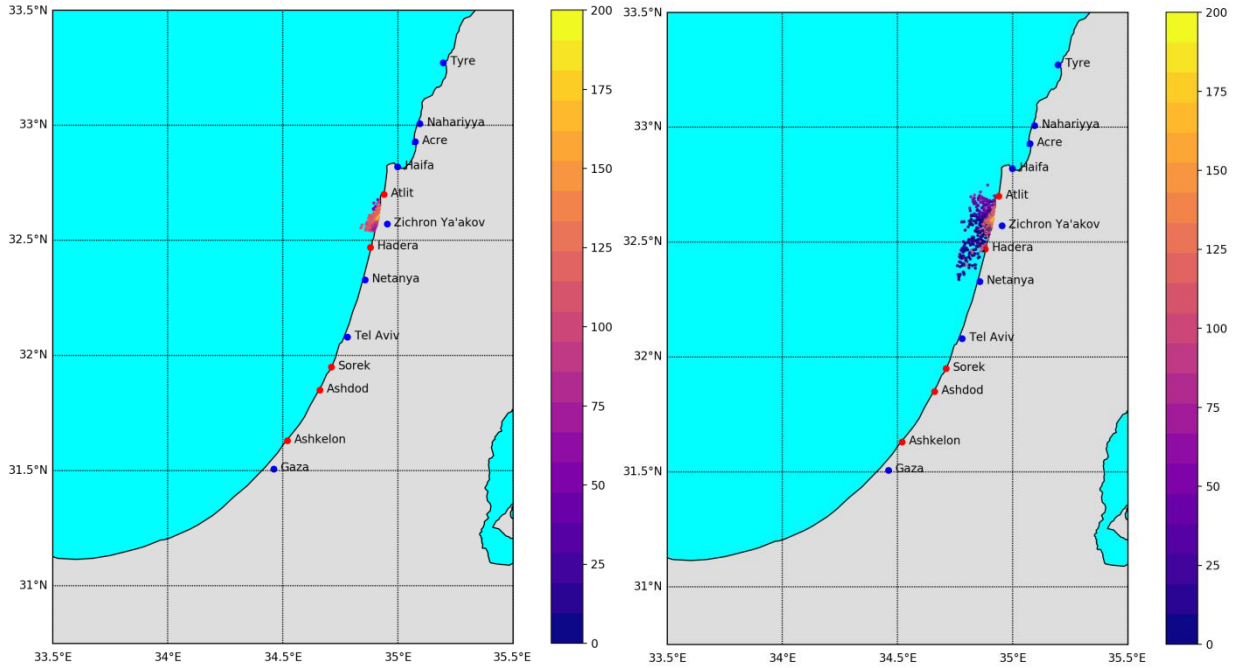 33.5°N
33°N
32.5°N
32°N
31.5°N
31°N
33.5°E
34°E
34.5°E
35°E
35.5°E
Tyre
Nahariyya
Acre
Haifa
Atlit
Zichron Ya'akov
Hadera
Netanya
Tel Aviv
Sorek
Ashdod
Ashkelon
Gaza
200
175
150
125
100
75
50
25
0
33.5°N
33°N
32.5°N
32°N
31.5°N
31°N
33.5°E
34°E
34.5°E
35°E
35.5°E
Tyre
Nahariyya
Acre
Haifa
Atlit
Zichron Ya'akov
Hadera
Netanya
Tel Aviv
Sorek
Ashdod
Ashkelon
Gaza
200
175
150
125
100
75
50
25
0